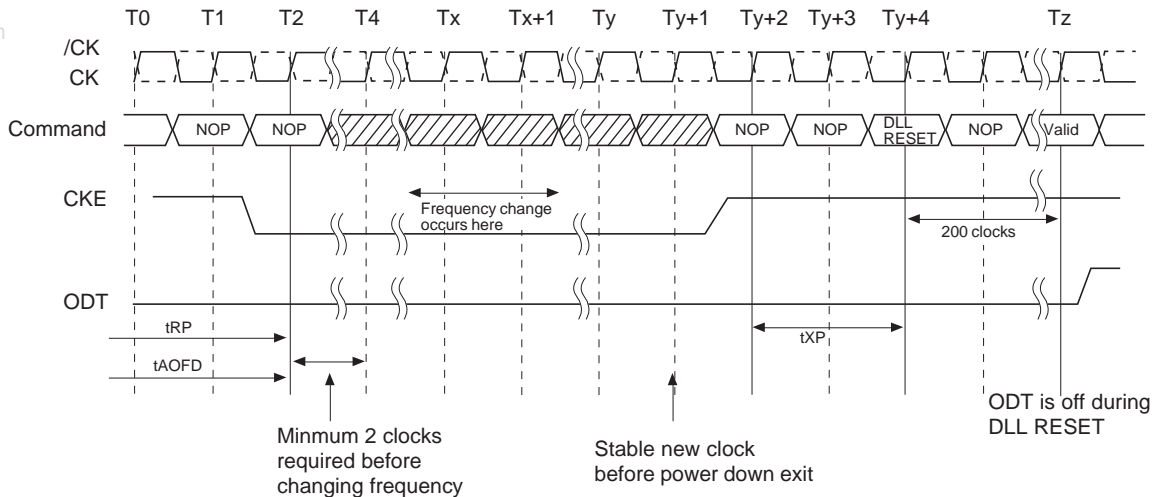 T0 T1 T2 T4 Tx Tx+1 Ty Ty+1 Ty+2 Ty+3 Ty+4 Tz
/CK
CK
Command NOP NOP NOP NOP DLL RESET NOP Valid
CKE
Frequency change
occurs here
200 clocks
ODT
tRP
tXP
tAOFD
ODT is off during
DLL RESET
Minmum 2 clocks
required before
changing frequency
Stable new clock
before power down exit